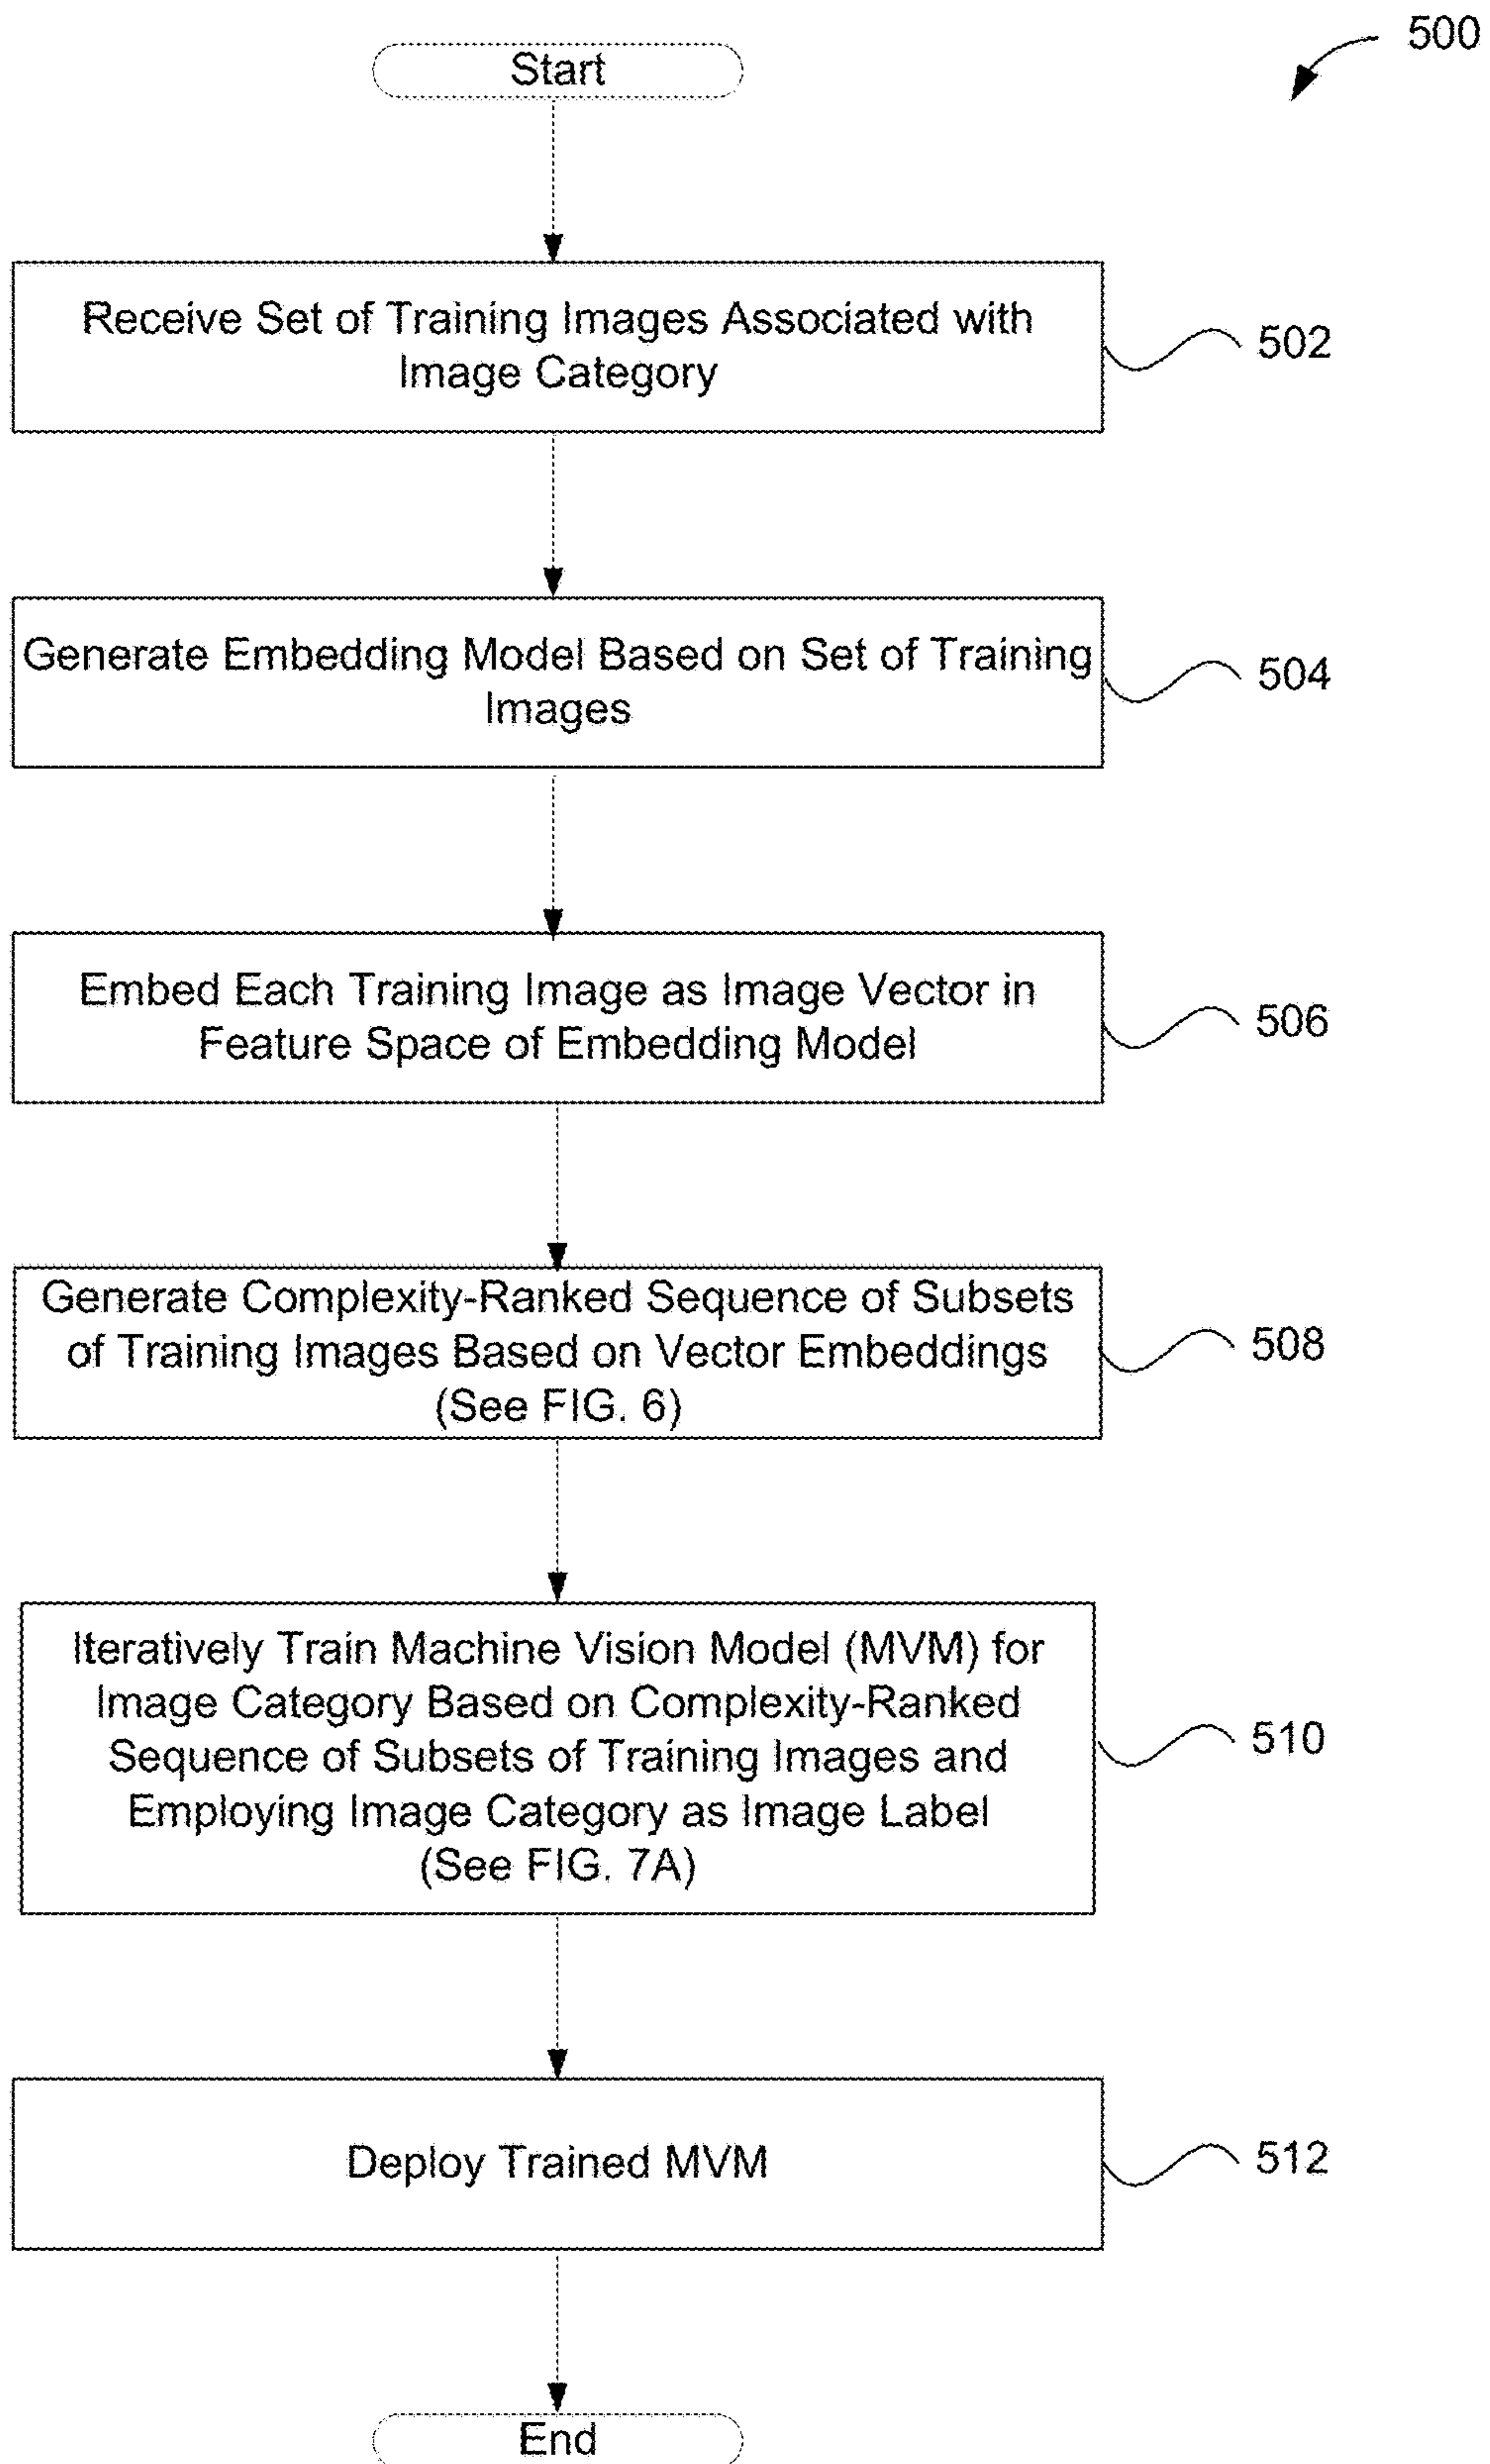 500
Start
Receive Set of Training Images Associated with
Image Category
502
Generate Embedding Model Based on Set of Training
Images
504
Embed Each Training Image as Image Vector in
Feature Space of Embedding Model
506
Generate Complexity-Ranked Sequence of Subsets
of Training Images Based on Vector Embeddings
(See FIG. 6)
508
Iteratively Train Machine Vision Model (MVM) for
Image Category Based on Complexity-Ranked
Sequence of Subsets of Training Images and
Employing Image Category as Image Label
(See FIG. 7A)
510
Deploy Trained MVM
512
End